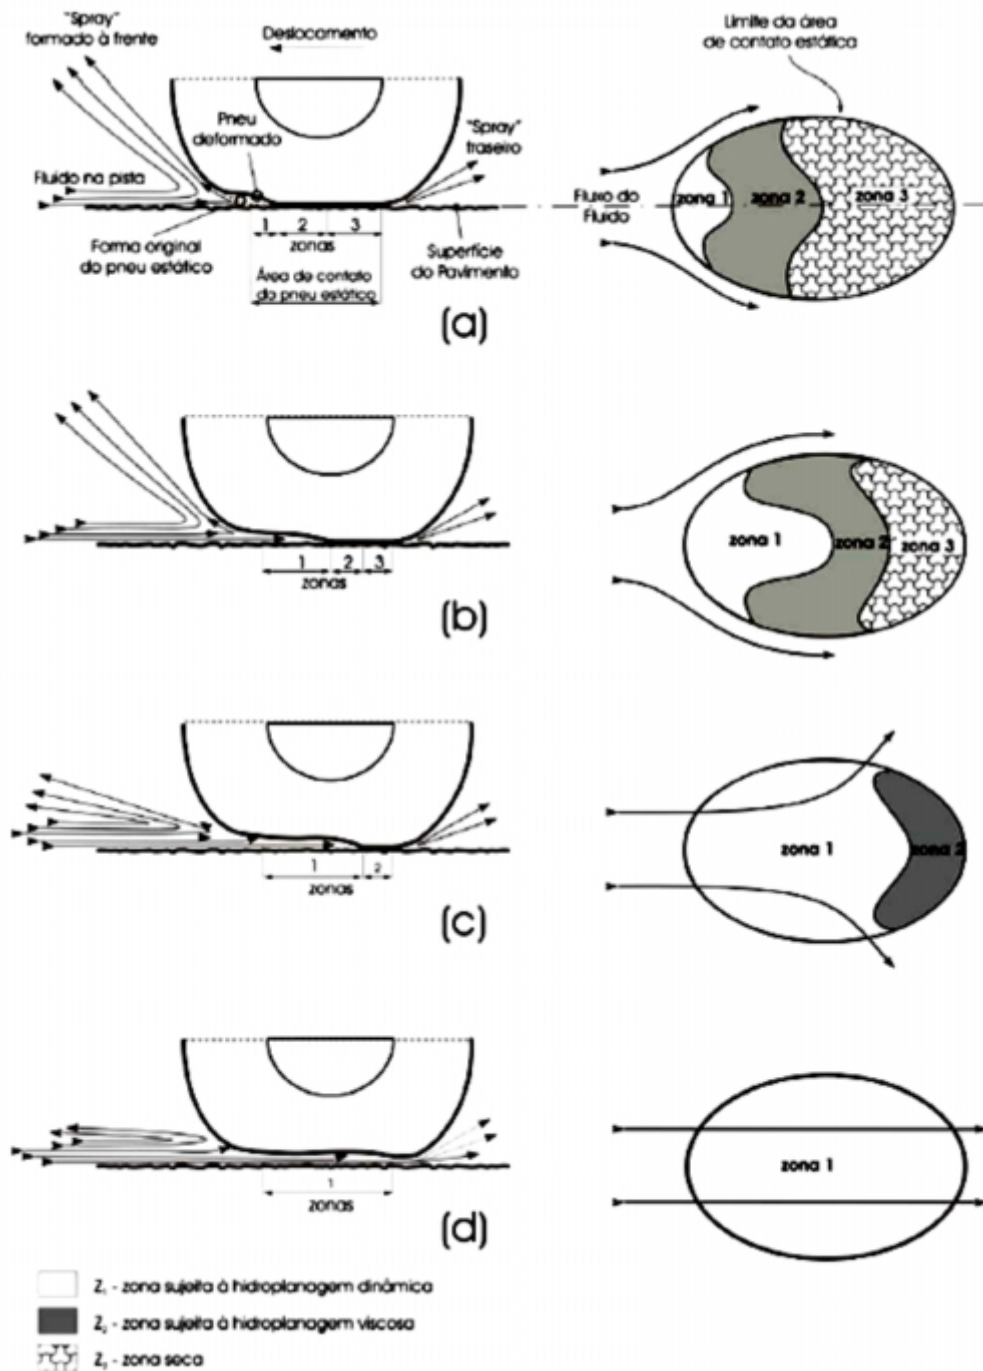 "Spray"
formado à frente
Deslocamento
Pneu
deformado
"Spray"
traseiro
Fluído na pista
1 2 3
zonas
Forma original
do pneu estático
Superfície
do Pavimento
Área de contato
do pneu estático
(a)
Limite da área
de contato estática
Fluxo do
Fluido
zona 1
zona 2
zona 3
1 2 3
zonas
(b)
zona 1
zona 2
zona 3
1 2
zonas
(c)
zona 1
zona 2
1
zonas
(d)
zona 1
Z₁ - zona sujeita à hidroplanagem dinâmica
Z₂ - zona sujeita à hidroplanagem viscosa
Z₃ - zona seca